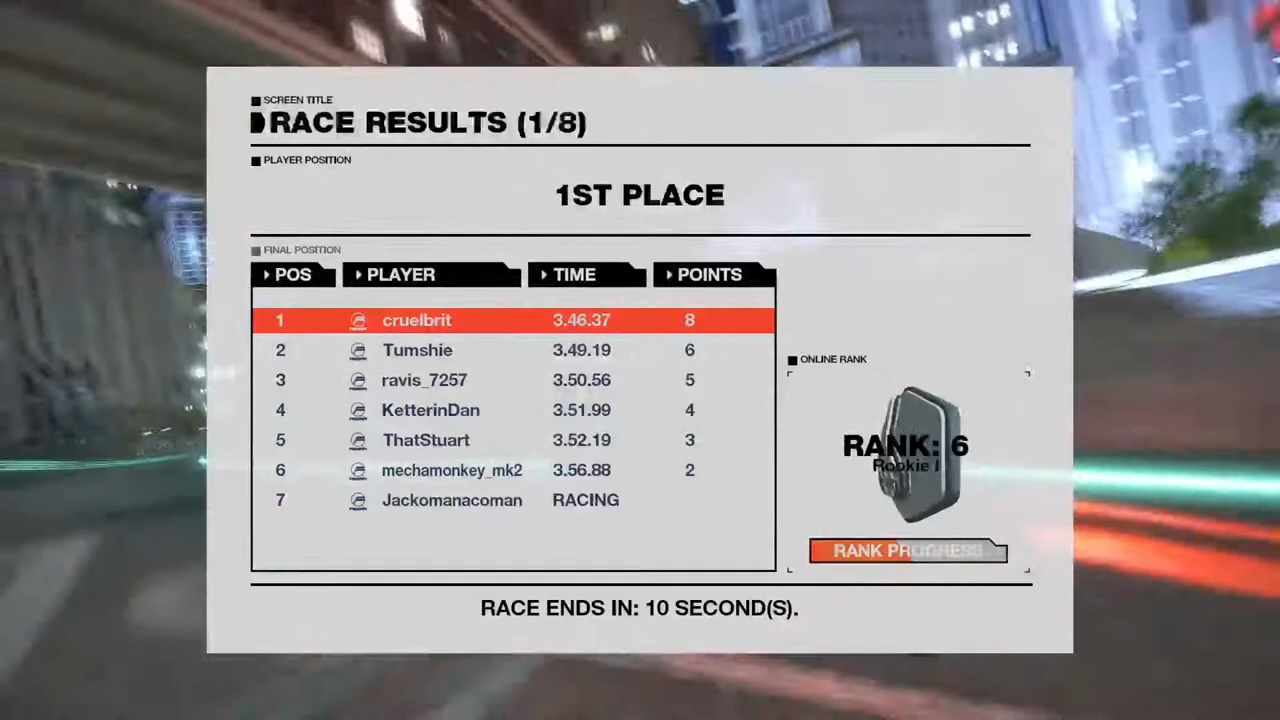 SCREEN TITLE
RACE RESULTS (1/8)
PLAYER POSITION
1ST PLACE
FINAL POSITION
POS PLAYER TIME POINTS
1 cruelbrit 3.46.37 8
2 Tumshie 3.49.19 6
3 ravis_7257 3.50.56 5
4 KetterinDan 3.51.99 4
5 ThatStuart 3.52.19 3
6 mechamonkey_mk2 3.56.88 2
7 Jackomanacoman RACING
ONLINE RANK
RANK: 6
Rookie I
RANK PROGRESS
RACE ENDS IN: 10 SECOND(S).